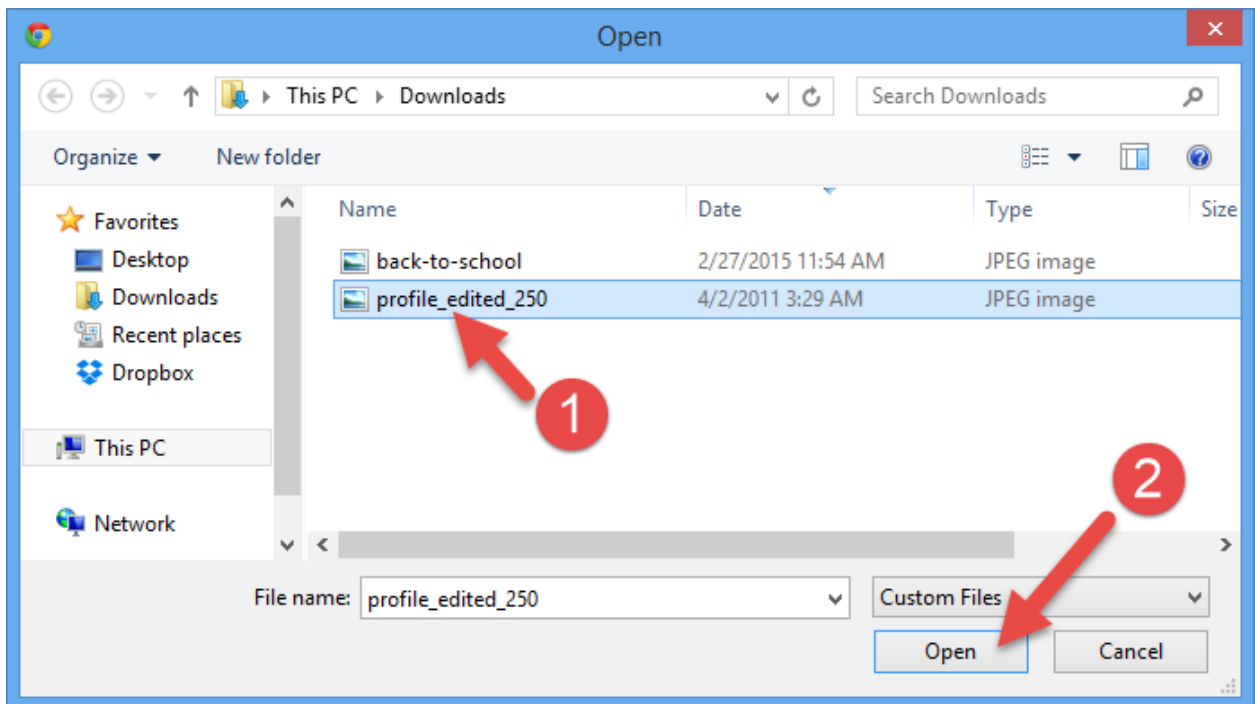 Open
This PC Downloads
Search Downloads
Organize
New folder
Name Date Type Size
Favorites
Desktop
Downloads
Recent places
Dropbox
This PC
Network
back-to-school 2/27/2015 11:54 AM JPEG image
profile_edited_250 4/2/2011 3:29 AM JPEG image
1
2
File name: profile_edited_250 Custom Files
Open Cancel